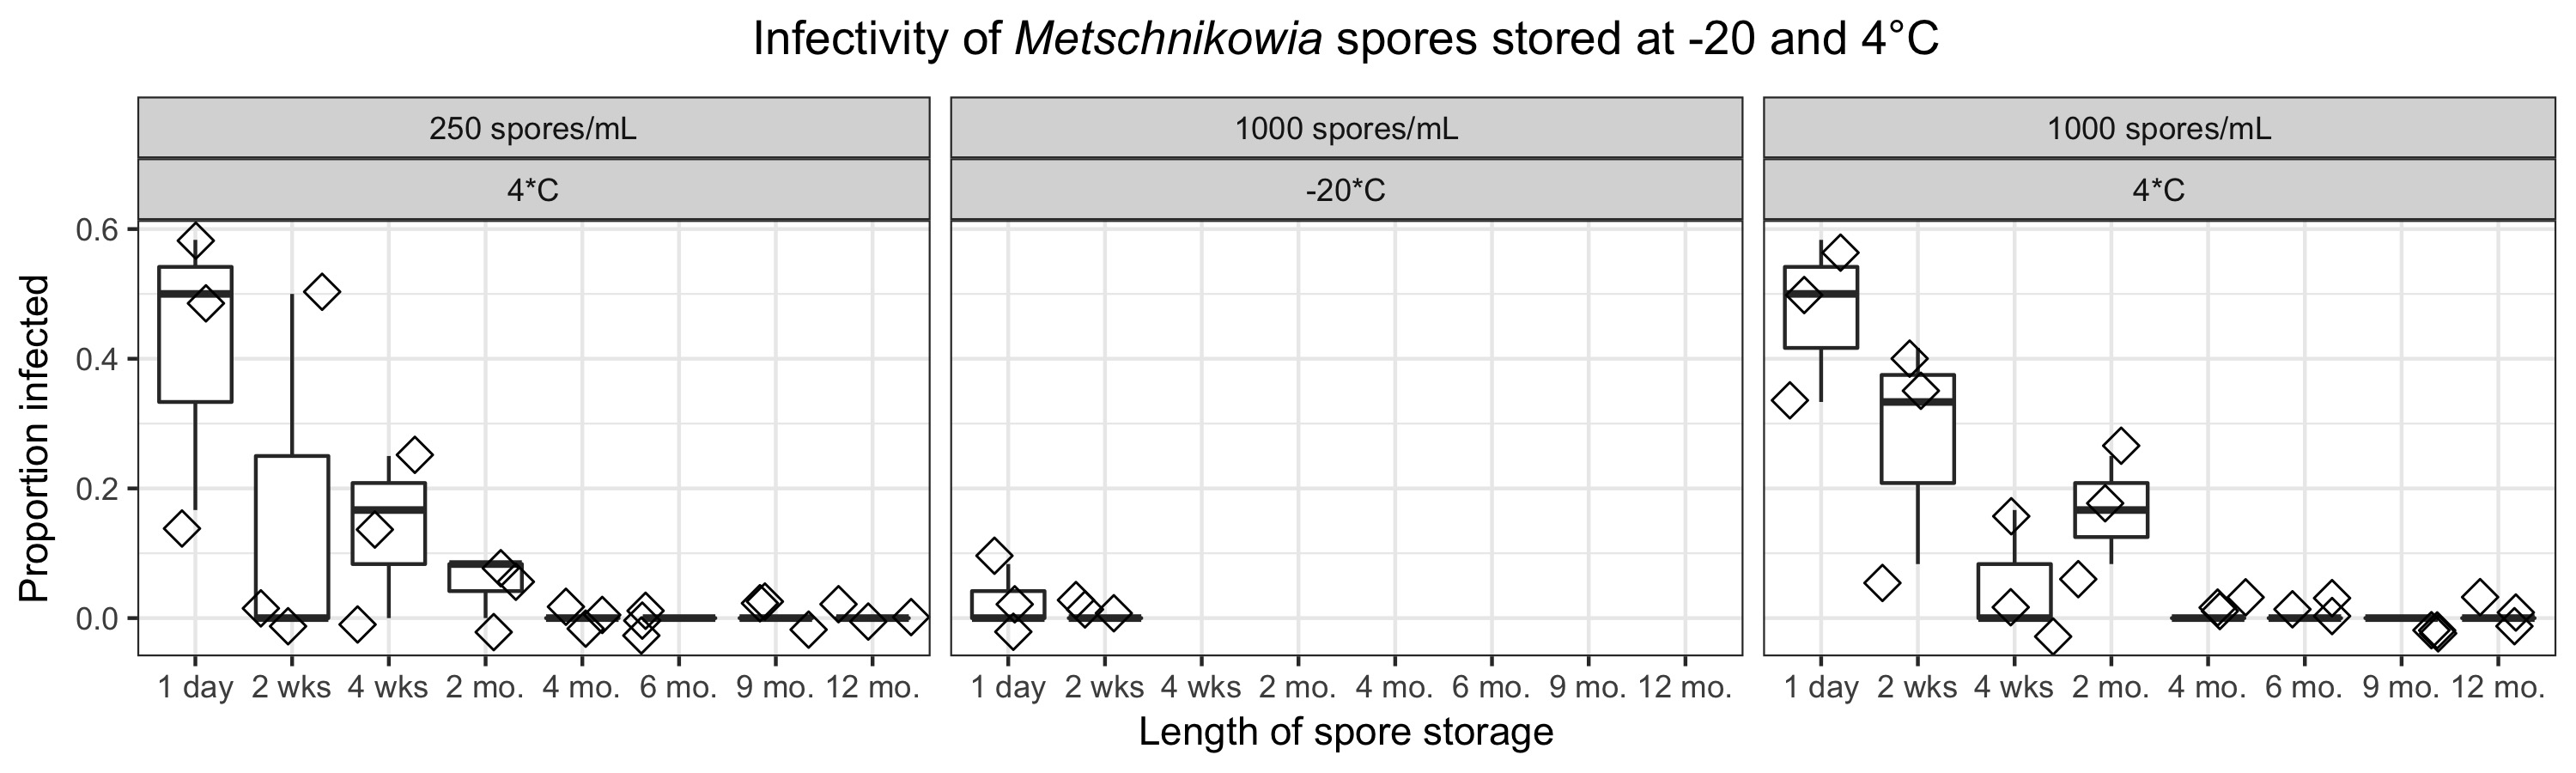 Infectivity of Metschnikowia spores stored at -20 and 4°C
250 spores/mL
1000 spores/mL
1000 spores/mL
4*C
-20*C
4*C
Proportion infected
0.6
0.4
0.2
0.0
1 day 2 wks 4 wks 2 mo. 4 mo. 6 mo. 9 mo. 12 mo.
1 day 2 wks 4 wks 2 mo. 4 mo. 6 mo. 9 mo. 12 mo.
1 day 2 wks 4 wks 2 mo. 4 mo. 6 mo. 9 mo. 12 mo.
Length of spore storage